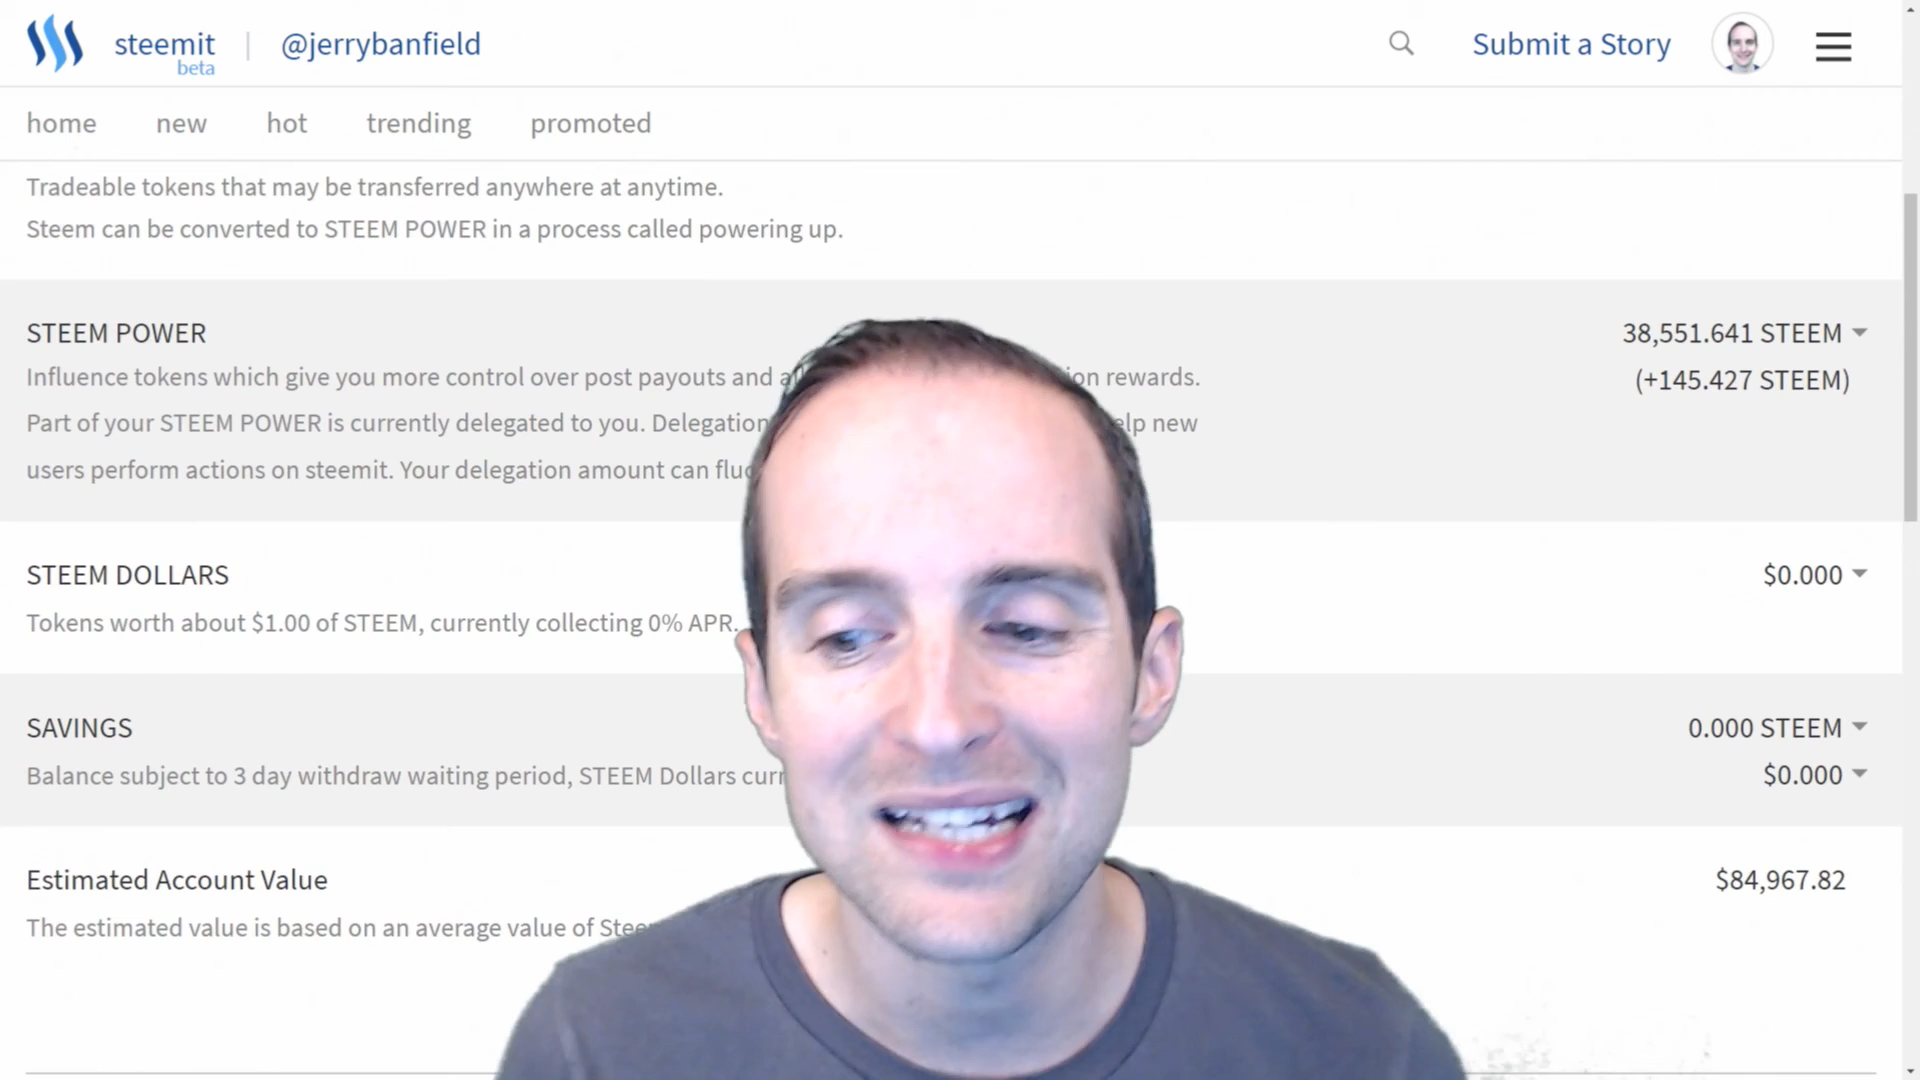 steemit
beta
@jerrybanfield
Submit a Story
home new hot trending promoted
Tradeable tokens that may be transferred anywhere at anytime.
Steem can be converted to STEEM POWER in a process called powering up.
STEEM POWER
38,551.641 STEEM
Influence tokens which give you more control over post payouts and rewards.
(+145.427 STEEM)
Part of your STEEM POWER is currently delegated to you. Delegation new
users perform actions on steemit. Your delegation amount can
STEEM DOLLARS
$0.000
Tokens worth about $1.00 of STEEM, currently collecting 0% APR.
SAVINGS
0.000 STEEM
Balance subject to 3 day withdraw waiting period, STEEM Dollars
$0.000
Estimated Account Value
$84,967.82
The estimated value is based on an average value of